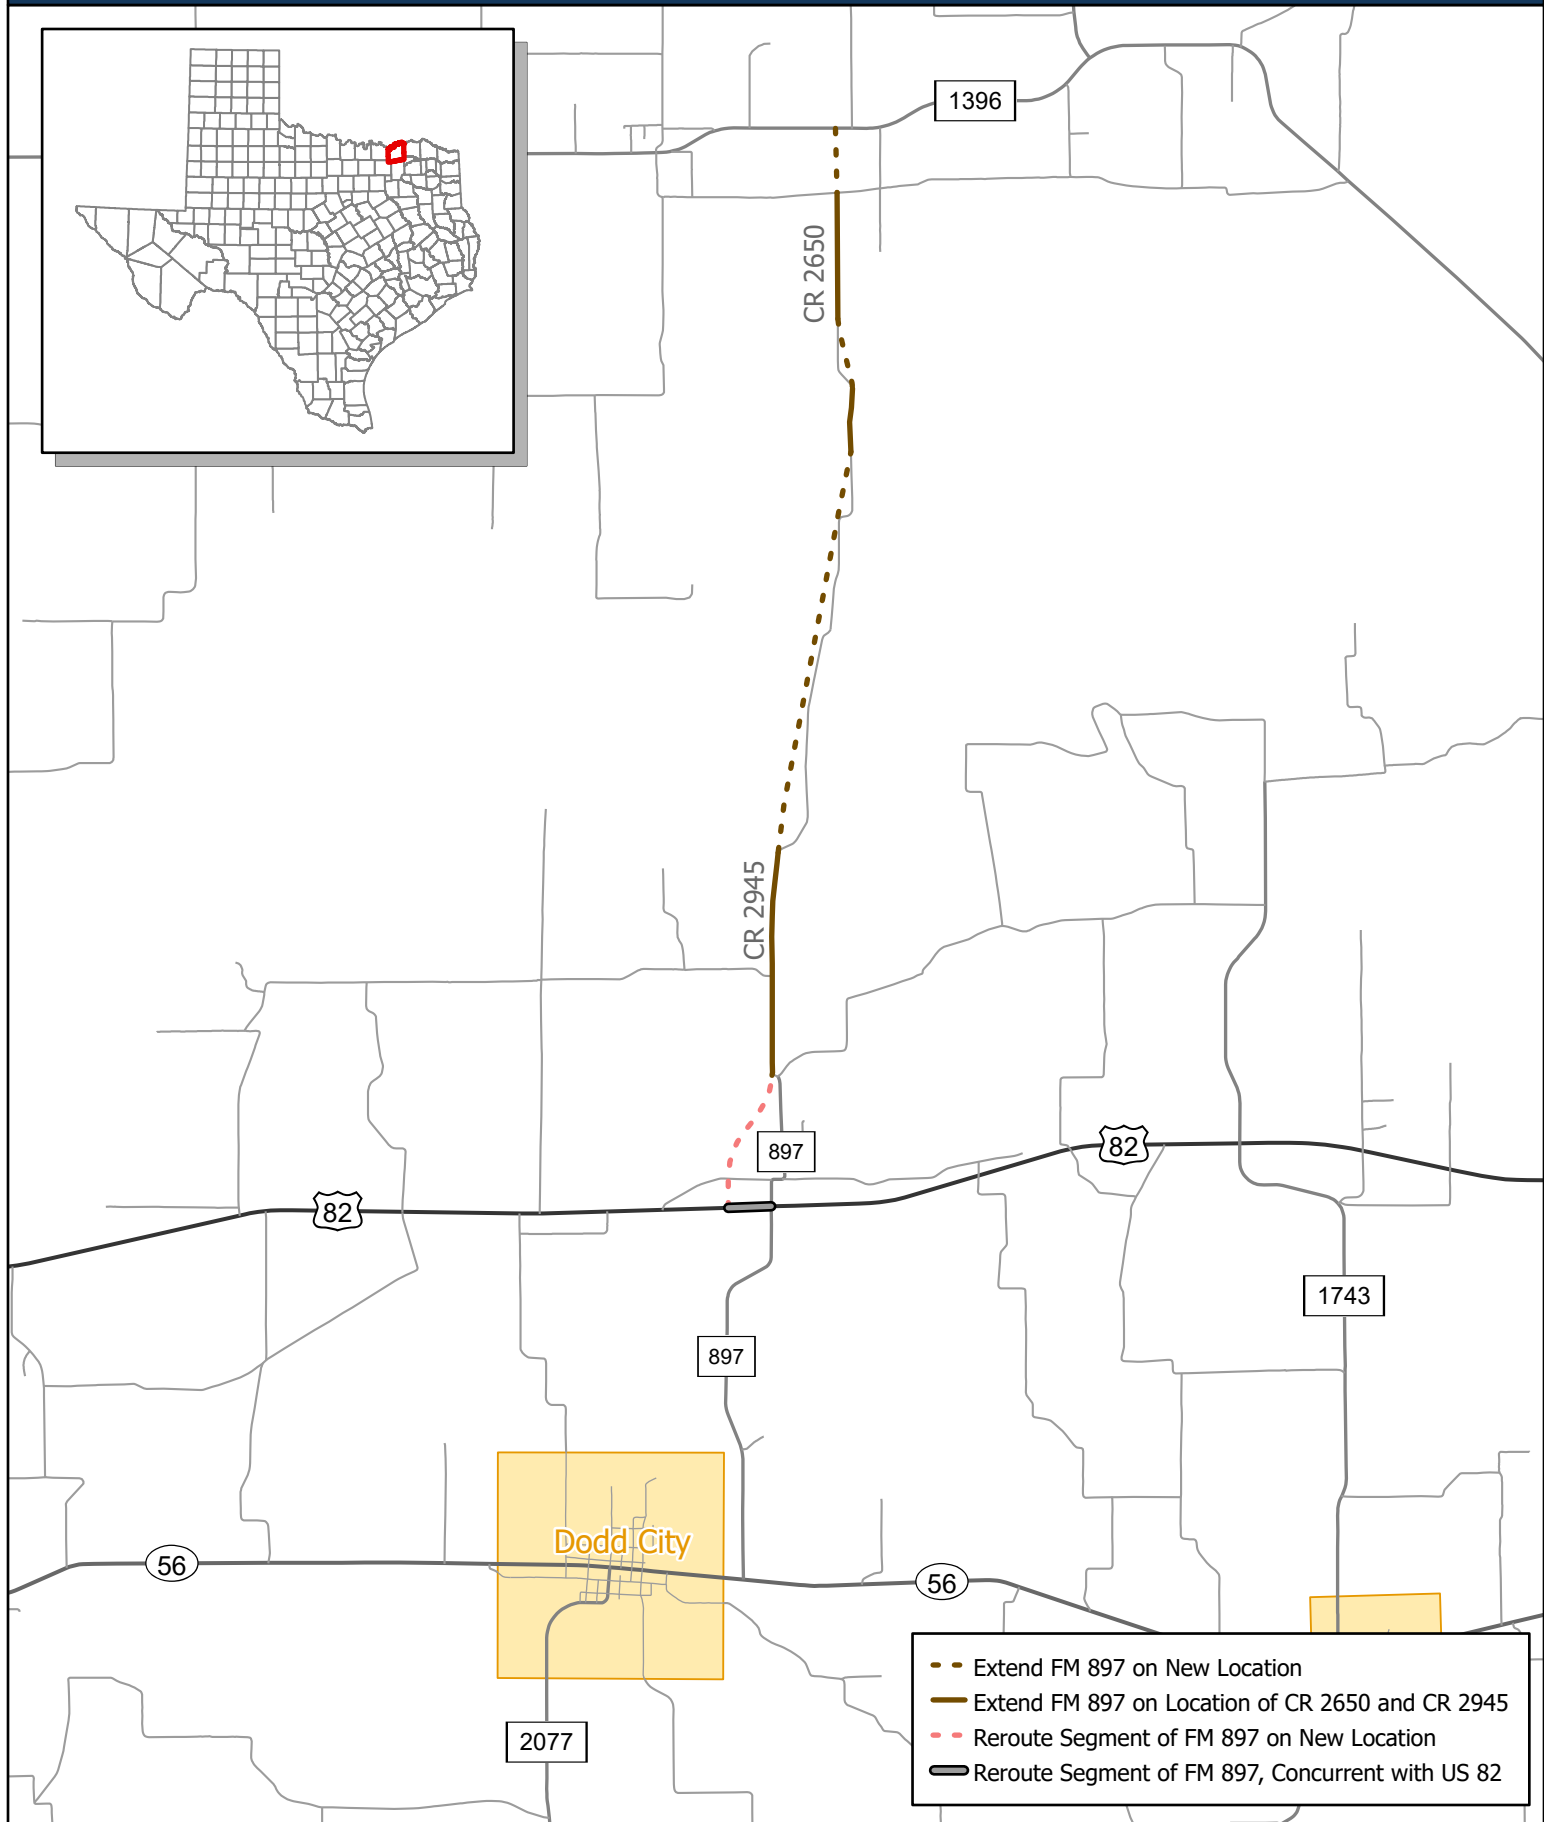 1396
CR 2650
CR 2945
897
82
82
1743
897
Dodd City
56
56
2077
Extend FM 897 on New Location
Extend FM 897 on Location of CR 2650 and CR 2945
Reroute Segment of FM 897 on New Location
Reroute Segment of FM 897, Concurrent with US 82